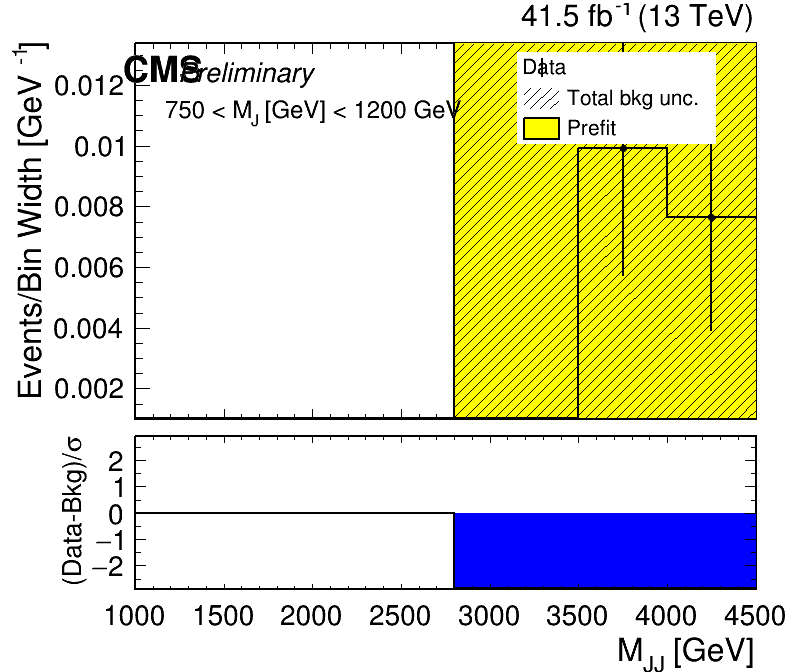 41.5 fb⁻¹ (13 TeV)
CMS Preliminary
750 < M_J [GeV] < 1200 GeV
Data
Total bkg unc.
Prefit
Events/Bin Width [GeV⁻¹]
0.012
0.01
0.008
0.006
0.004
0.002
(Data-Bkg)/σ
2
1
0
−1
−2
1000 1500 2000 2500 3000 3500 4000 4500
M_JJ [GeV]